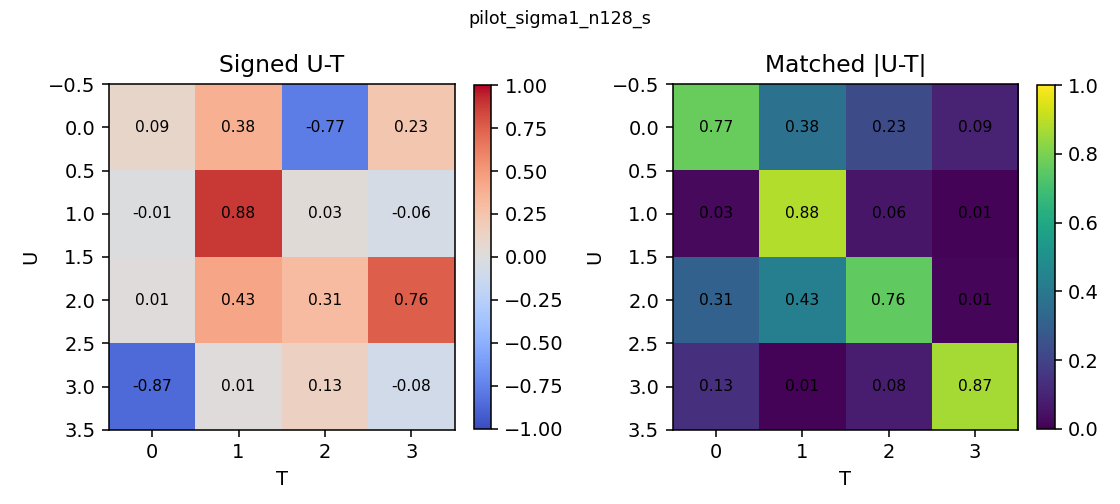 pilot_sigma1_n128_s
Signed U-T
−0.5
0.0
0.5
1.0
1.5
2.0
2.5
3.0
3.5
U
0.09 0.38 -0.77 0.23
-0.01 0.88 0.03 -0.06
0.01 0.43 0.31 0.76
-0.87 0.01 0.13 -0.08
0 1 2 3
T
1.00
0.75
0.50
0.25
0.00
−0.25
−0.50
−0.75
−1.00
Matched |U-T|
−0.5
0.0
0.5
1.0
1.5
2.0
2.5
3.0
3.5
U
0.77 0.38 0.23 0.09
0.03 0.88 0.06 0.01
0.31 0.43 0.76 0.01
0.13 0.01 0.08 0.87
0 1 2 3
T
1.0
0.8
0.6
0.4
0.2
0.0